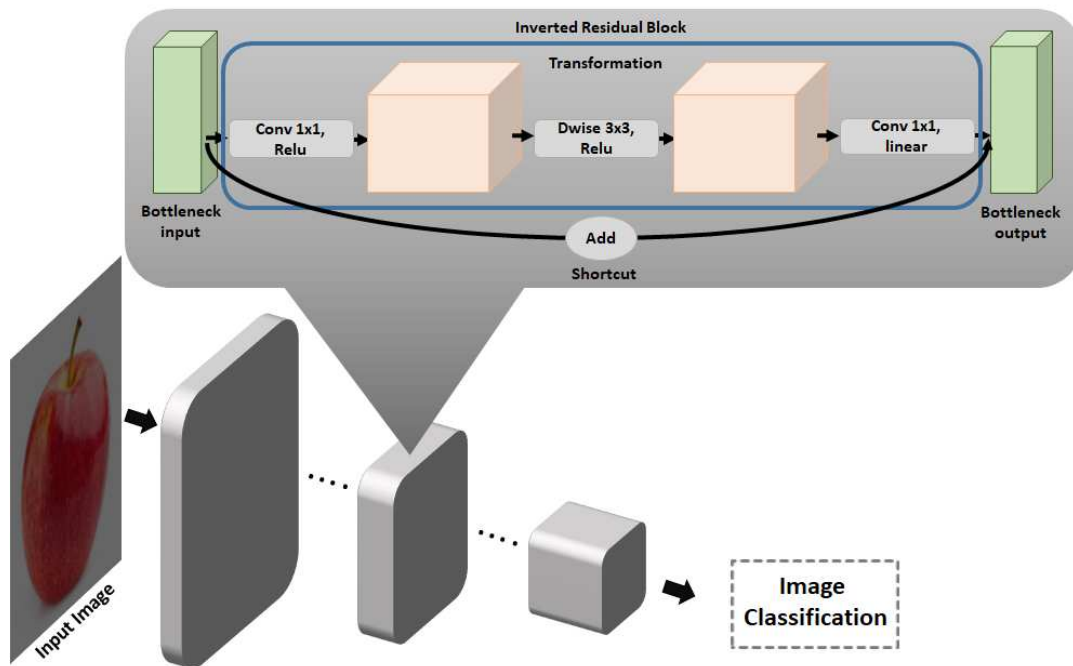 Inverted Residual Block
Transformation
Conv 1x1,
Relu
Dwise 3x3,
Relu
Conv 1x1,
linear
Bottleneck
input
Bottleneck
output
Add
Shortcut
Input Image
Image
Classification